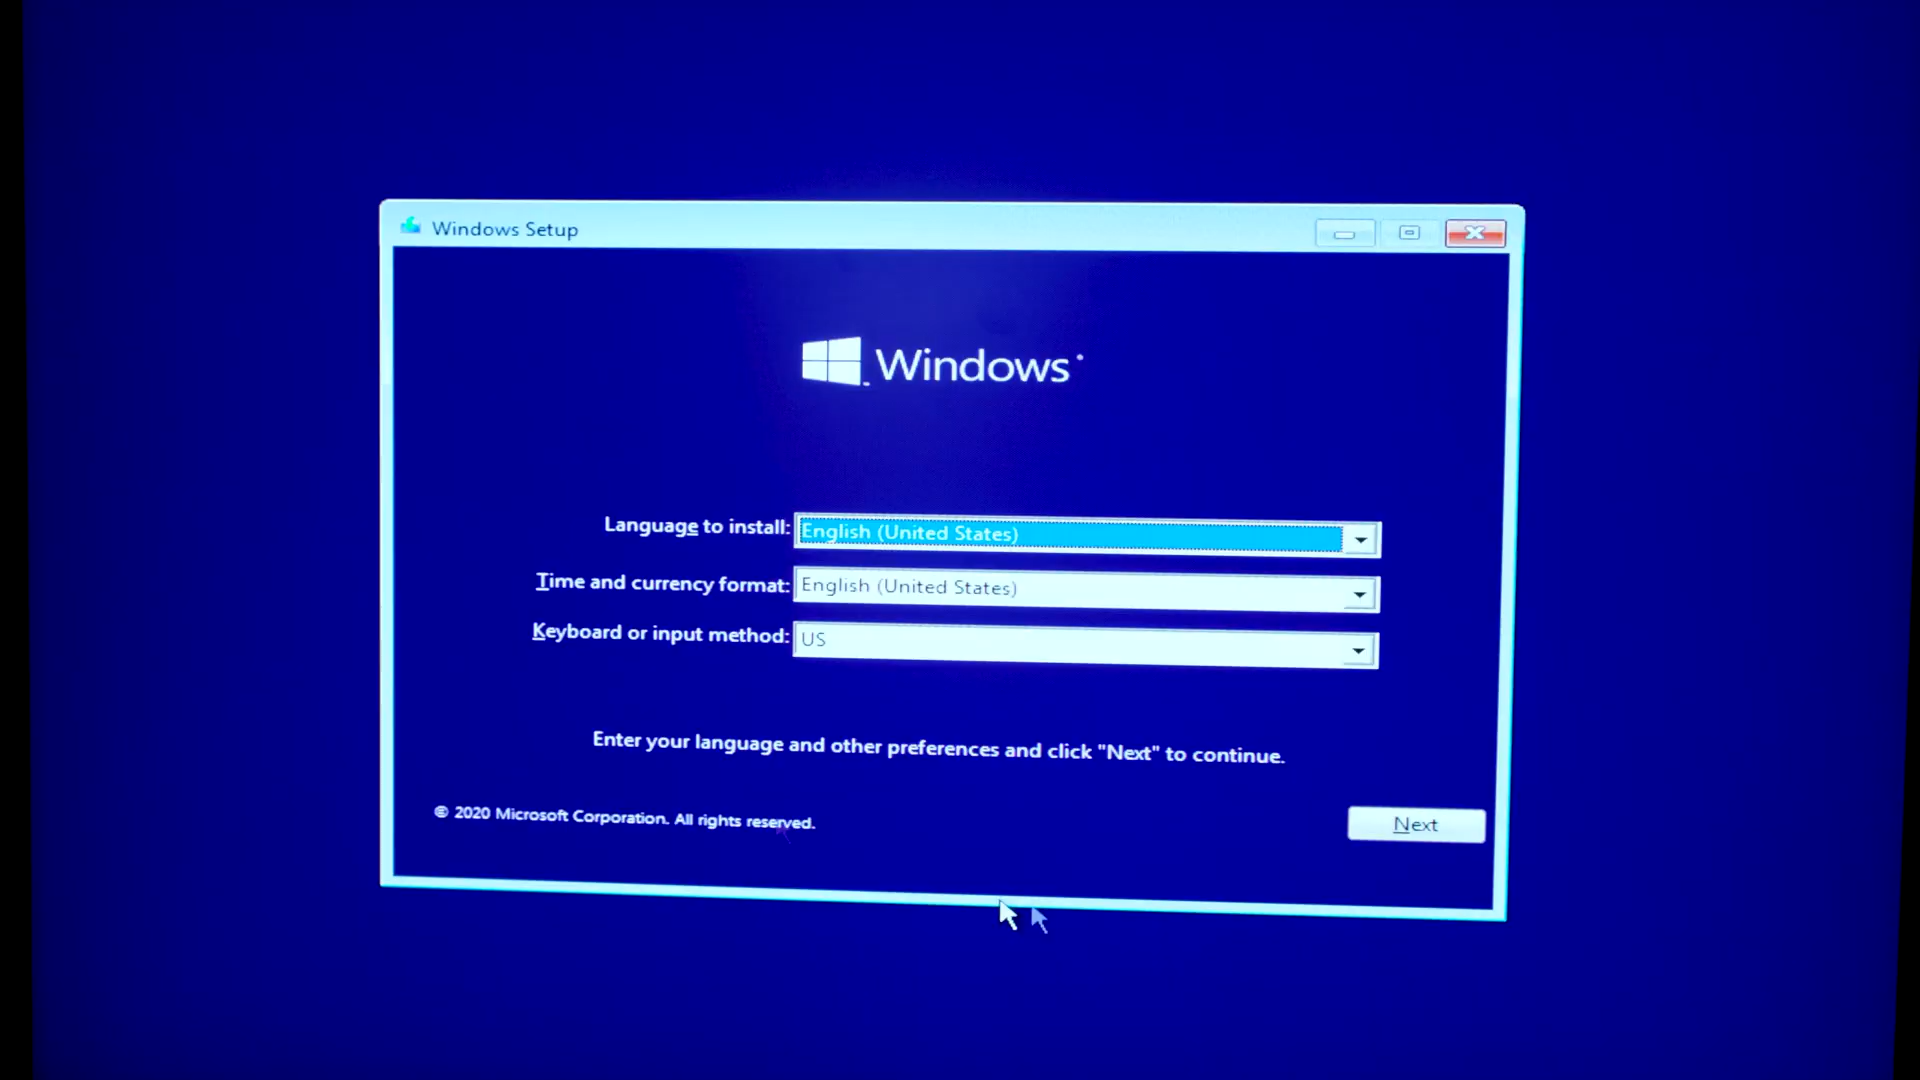 Windows Setup
Windows
Language to install: English (United States)
Time and currency format: English (United States)
Keyboard or input method: US
Enter your language and other preferences and click "Next" to continue.
© 2020 Microsoft Corporation. All rights reserved.
Next